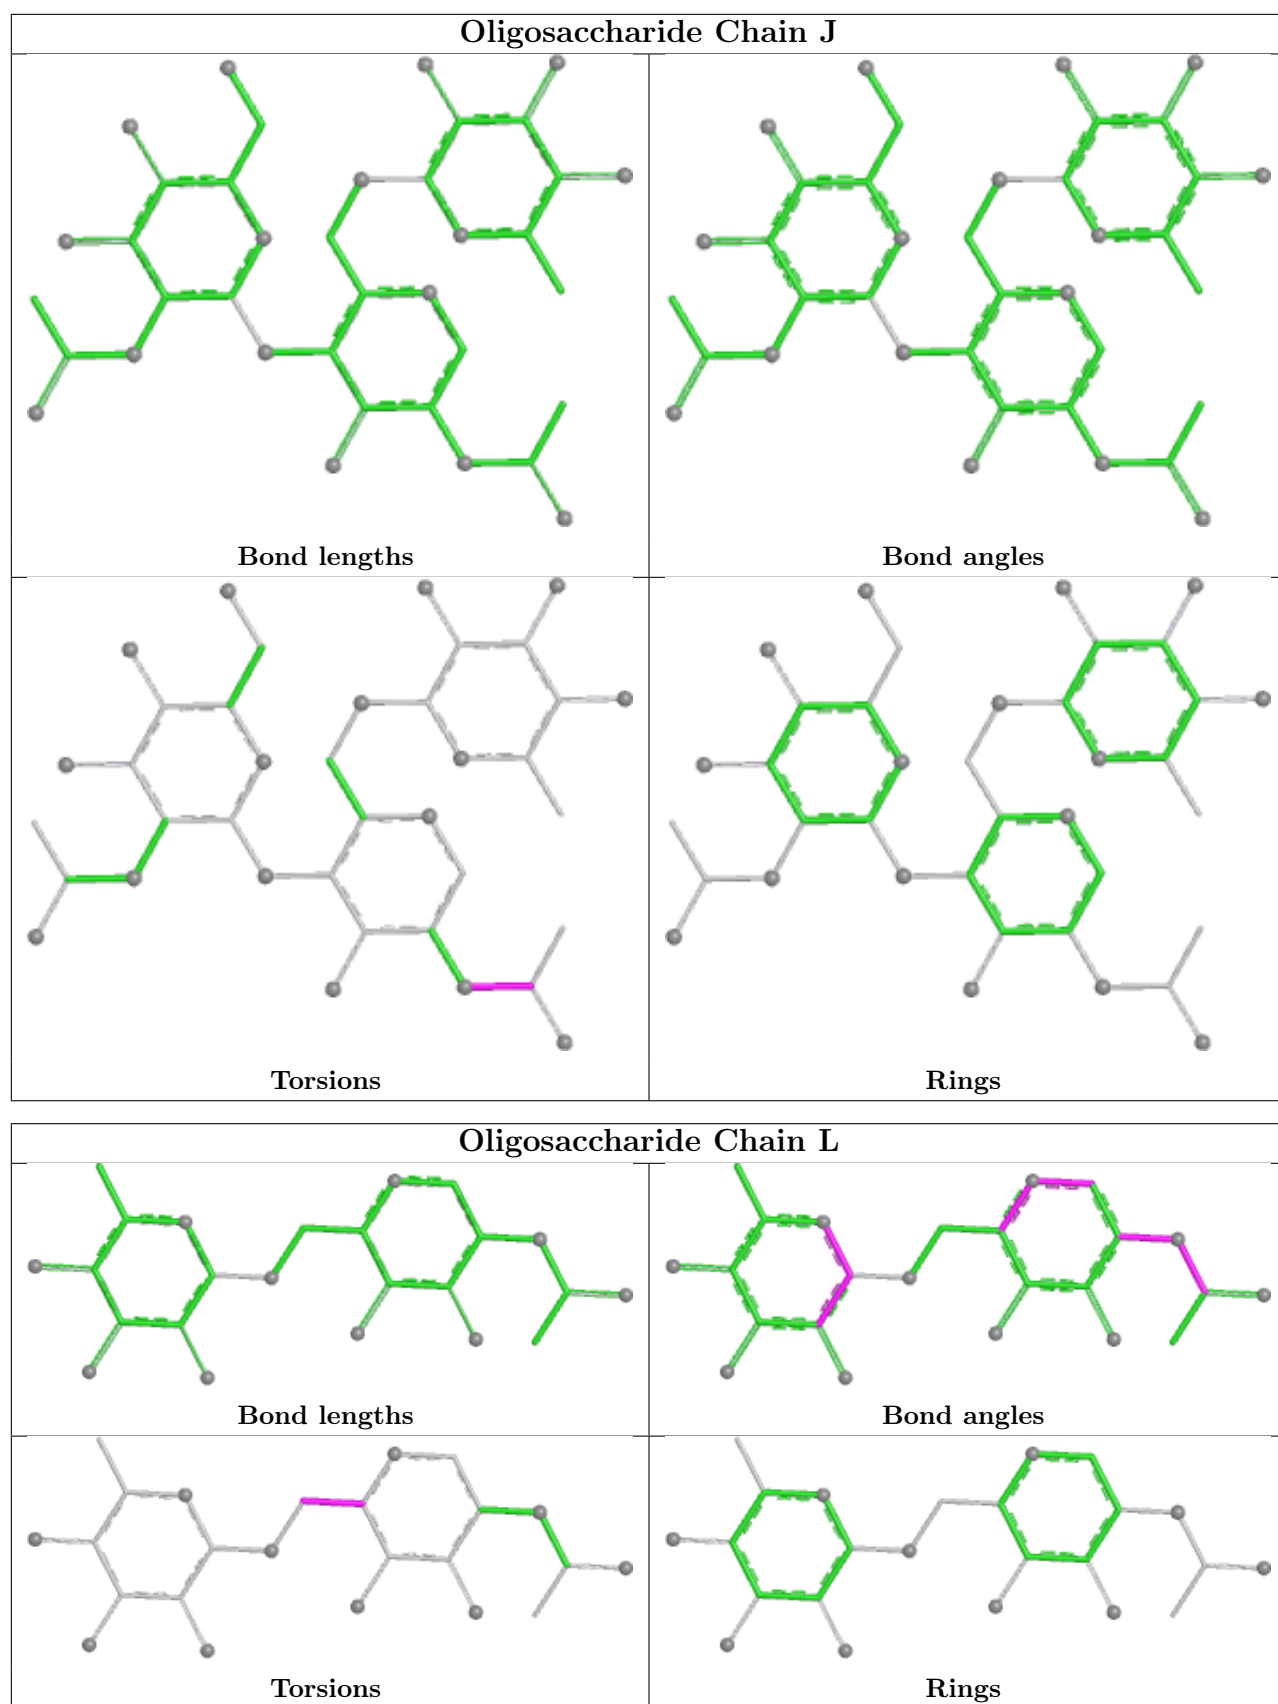 Oligosaccharide Chain J
Bond lengths
Bond angles
Torsions
Rings
Oligosaccharide Chain L
Bond lengths
Bond angles
Torsions
Rings